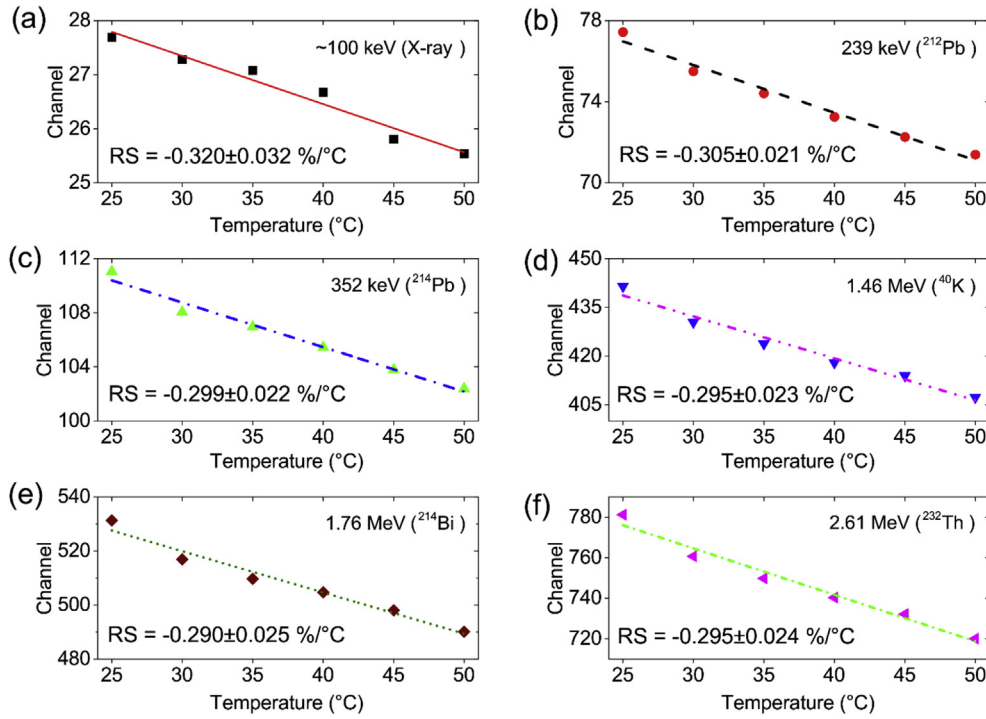 (a)
28
27
26
25
Channel
~100 keV (X-ray )
RS = -0.320±0.032 %/°C
25 30 35 40 45 50
Temperature (°C)
(b)
78
74
70
Channel
239 keV (²¹²Pb )
RS = -0.305±0.021 %/°C
25 30 35 40 45 50
Temperature (°C)
(c)
112
108
104
100
Channel
352 keV (²¹⁴Pb )
RS = -0.299±0.022 %/°C
25 30 35 40 45 50
Temperature (°C)
(d)
450
435
420
405
Channel
1.46 MeV (⁴⁰K )
RS = -0.295±0.023 %/°C
25 30 35 40 45 50
Temperature (°C)
(e)
540
520
500
480
Channel
1.76 MeV (²¹⁴Bi )
RS = -0.290±0.025 %/°C
25 30 35 40 45 50
Temperature (°C)
(f)
780
760
740
720
Channel
2.61 MeV (²³²Th )
RS = -0.295±0.024 %/°C
25 30 35 40 45 50
Temperature (°C)